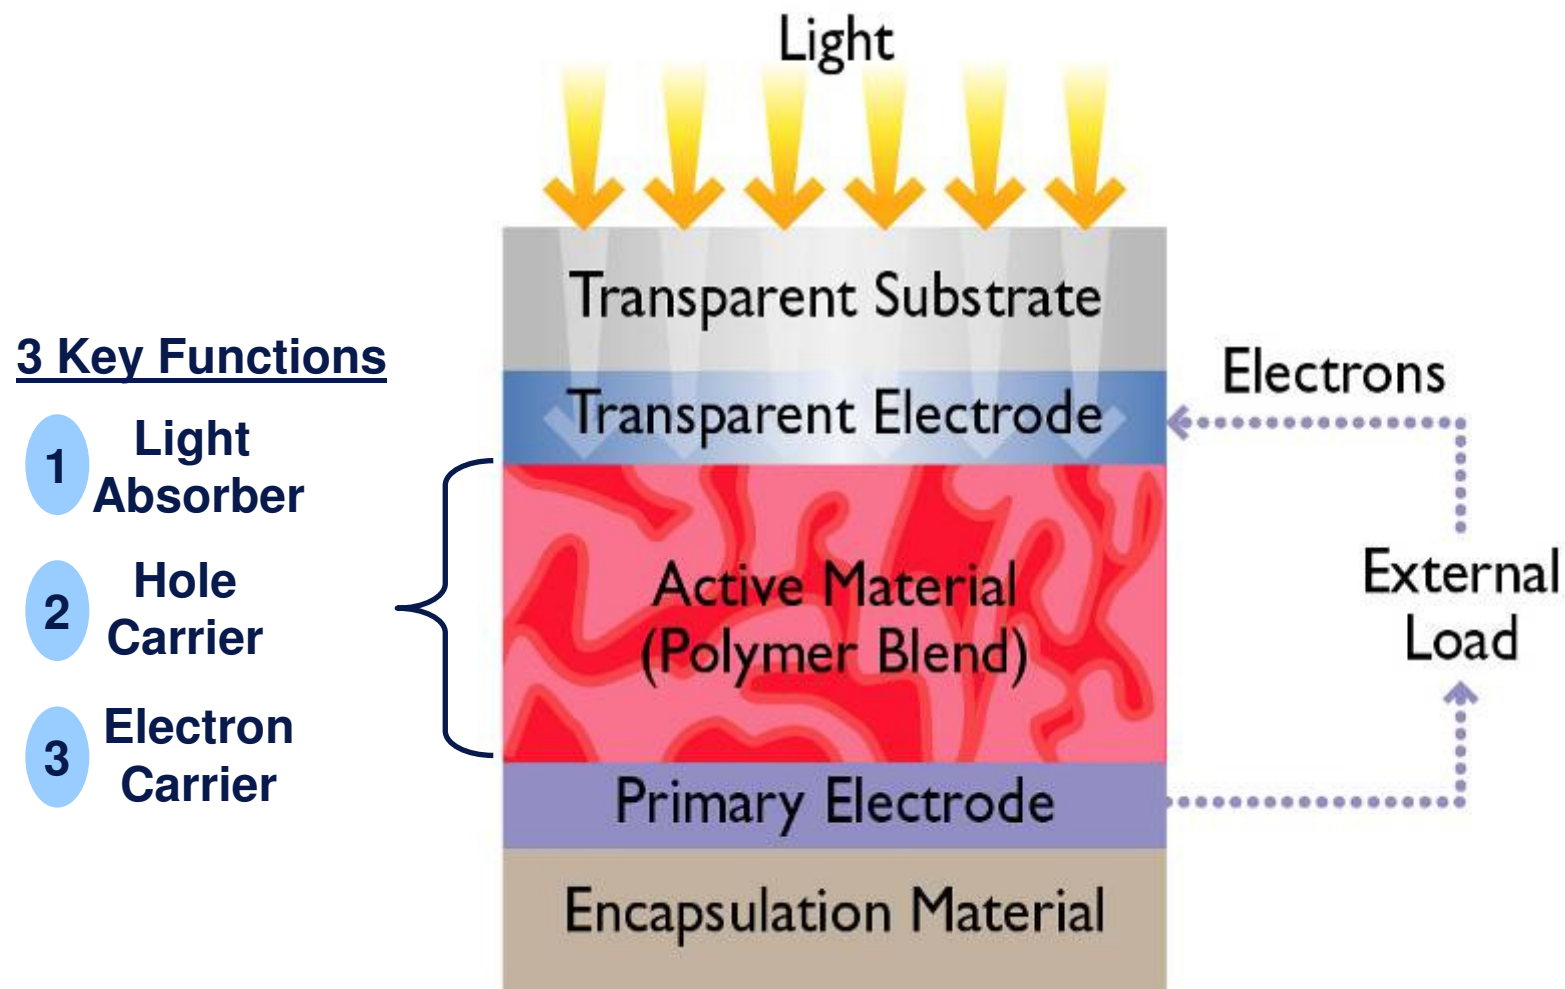 Light
Transparent Substrate
Transparent Electrode
Active Material
(Polymer Blend)
Primary Electrode
Encapsulation Material
3 Key Functions
1
Light
Absorber
2
Hole
Carrier
3
Electron
Carrier
Electrons
External
Load